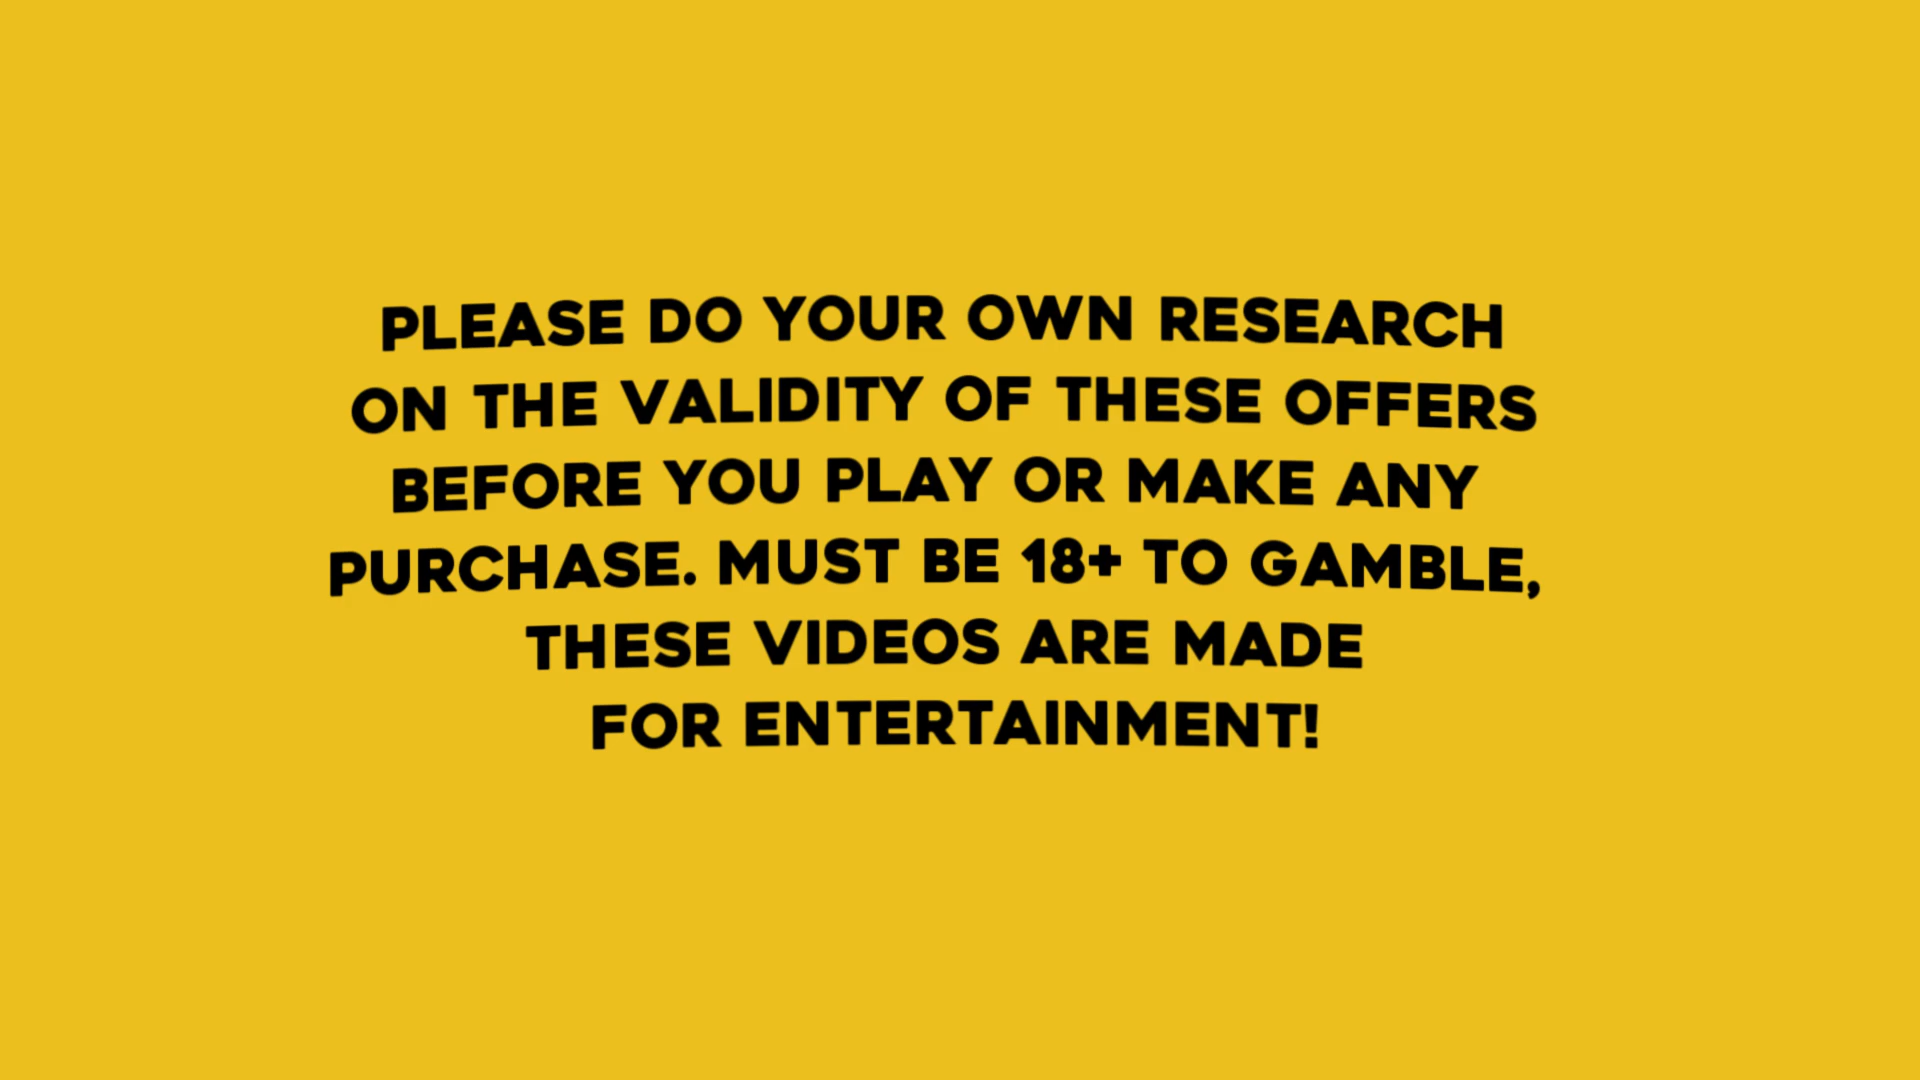 PLEASE DO YOUR OWN RESEARCH
ON THE VALIDITY OF THESE OFFERS
BEFORE YOU PLAY OR MAKE ANY
PURCHASE. MUST BE 18+ TO GAMBLE,
THESE VIDEOS ARE MADE
FOR ENTERTAINMENT!